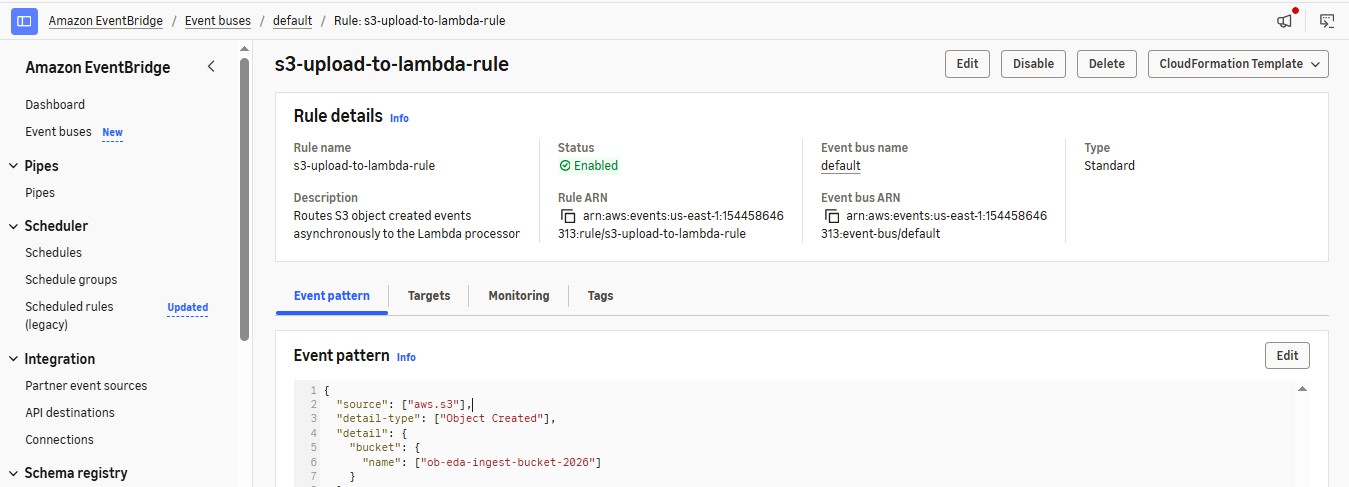 Amazon EventBridge / Event buses / default / Rule: s3-upload-to-lambda-rule
Amazon EventBridge
Dashboard
Event buses New
Pipes
Pipes
Scheduler
Schedules
Schedule groups
Scheduled rules
(legacy)
Updated
Integration
Partner event sources
API destinations
Connections
Schema registry
s3-upload-to-lambda-rule
Edit
Disable
Delete
CloudFormation Template
Rule details Info
Rule name
s3-upload-to-lambda-rule
Description
Routes S3 object created events
asynchronously to the Lambda processor
Status
Enabled
Rule ARN
arn:aws:events:us-east-1:154458646
313:rule/s3-upload-to-lambda-rule
Event bus name
default
Event bus ARN
arn:aws:events:us-east-1:154458646
313:event-bus/default
Type
Standard
Event pattern
Targets
Monitoring
Tags
Event pattern Info
Edit
1 {
2 "source": ["aws.s3"],
3 "detail-type": ["Object Created"],
4 "detail": {
5 "bucket": {
6 "name": ["ob-eda-ingest-bucket-2026"]
7 }